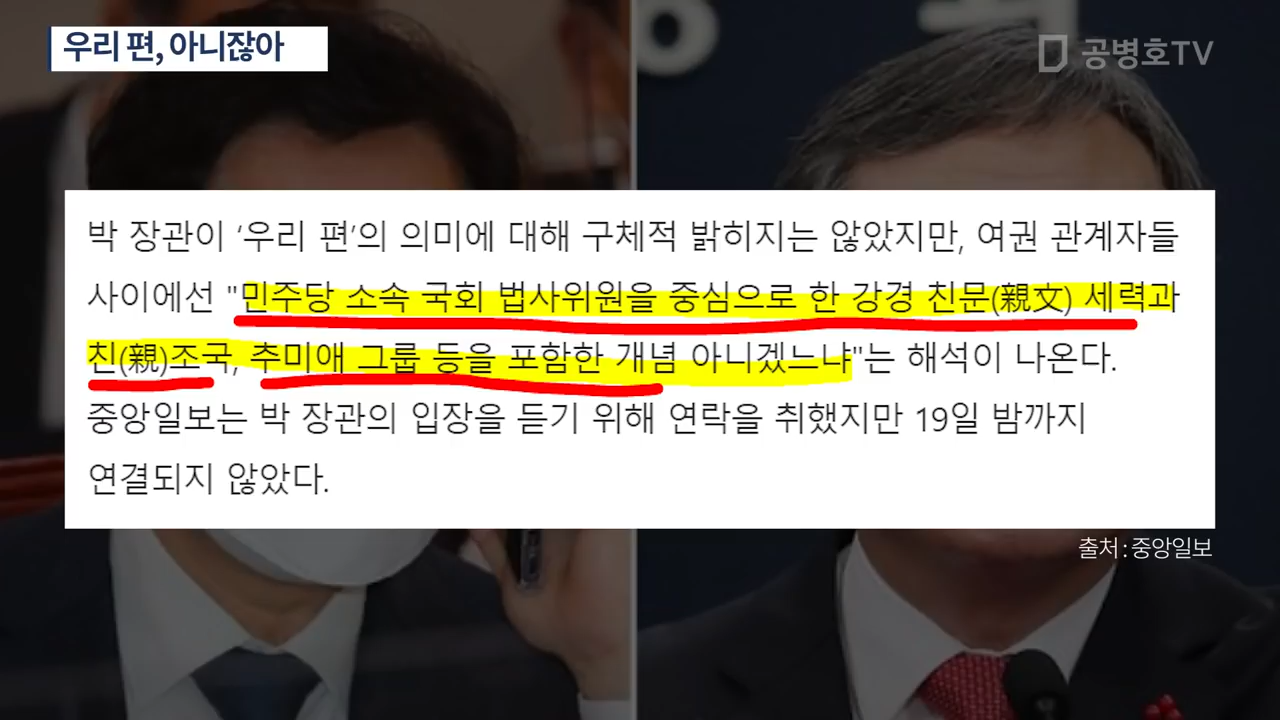 우리 편, 아니잖아
공병호TV
박 장관이 '우리 편'의 의미에 대해 구체적 밝히지는 않았지만, 여권 관계자들
사이에선 "민주당 소속 국회 법사위원을 중심으로 한 강경 친문(親文) 세력과
친(親)조국, 추미애 그룹 등을 포함한 개념 아니겠느냐"는 해석이 나온다.
중앙일보는 박 장관의 입장을 듣기 위해 연락을 취했지만 19일 밤까지
연결되지 않았다.
출처 : 중앙일보